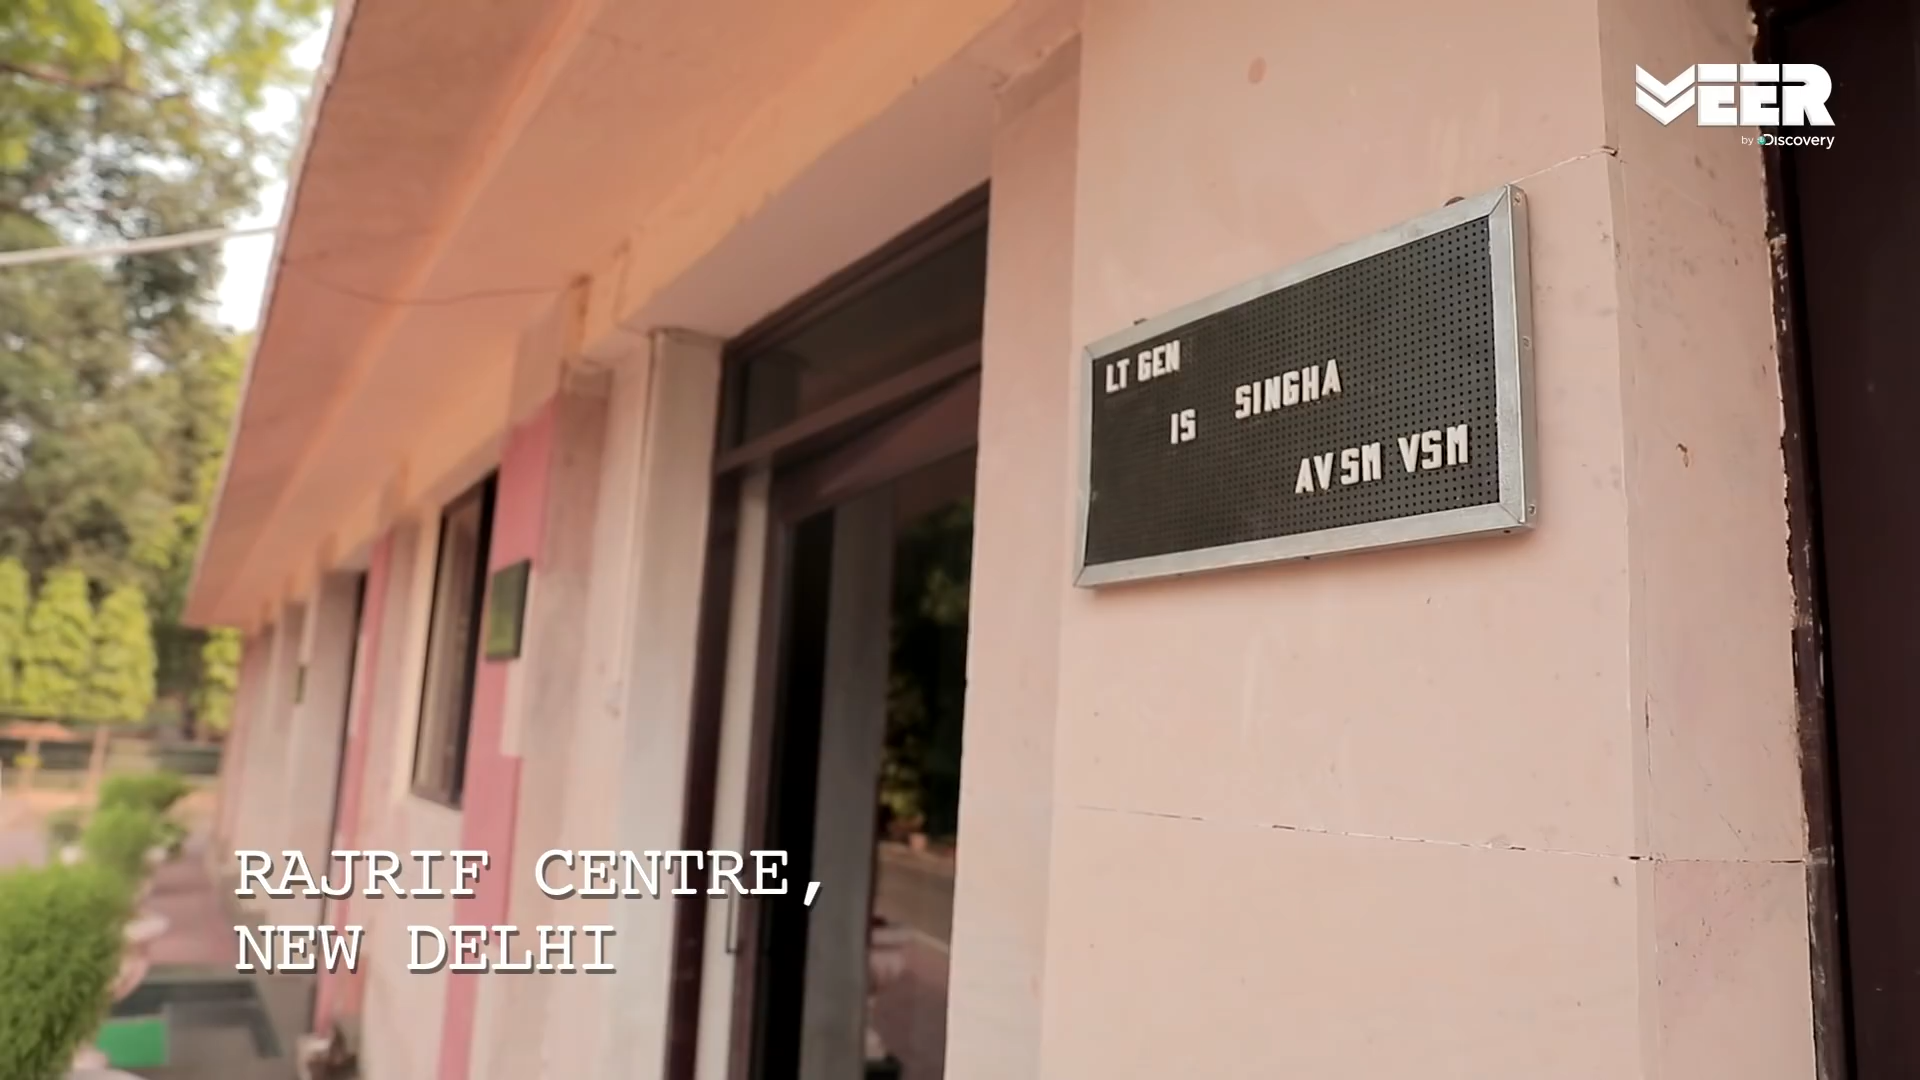 VEER
by Discovery
LT GEN
IS SINGHA
AVSM VSM
RAJRIF CENTRE,
NEW DELHI